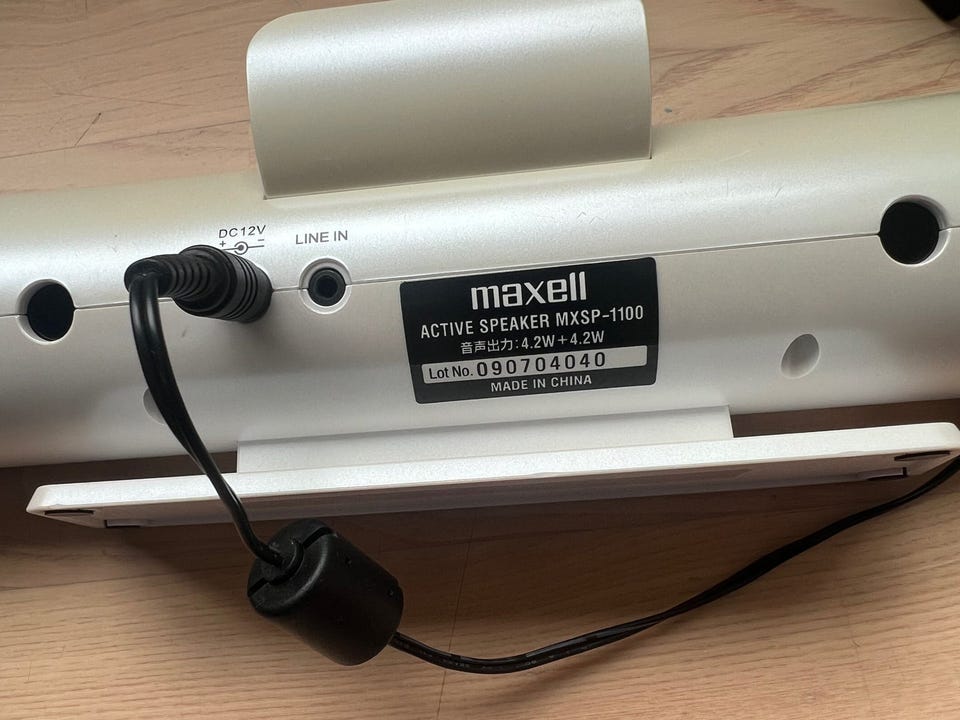 DC12V
+ −
LINE IN
maxell
ACTIVE SPEAKER MXSP-1100
音声出力:4.2W+4.2W
Lot No. 090704040
MADE IN CHINA